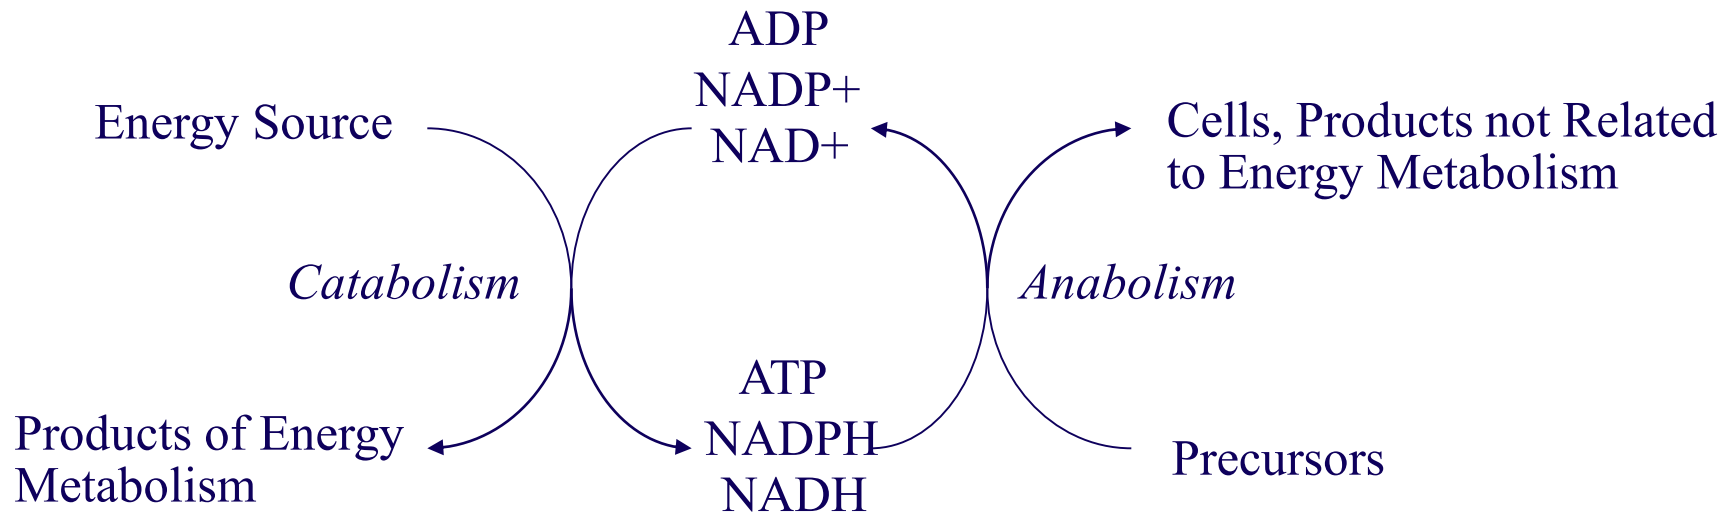 ADP
NADP+
NAD+
Energy Source
Cells, Products not Related
to Energy Metabolism
Catabolism
Anabolism
ATP
NADPH
NADH
Products of Energy
Metabolism
Precursors